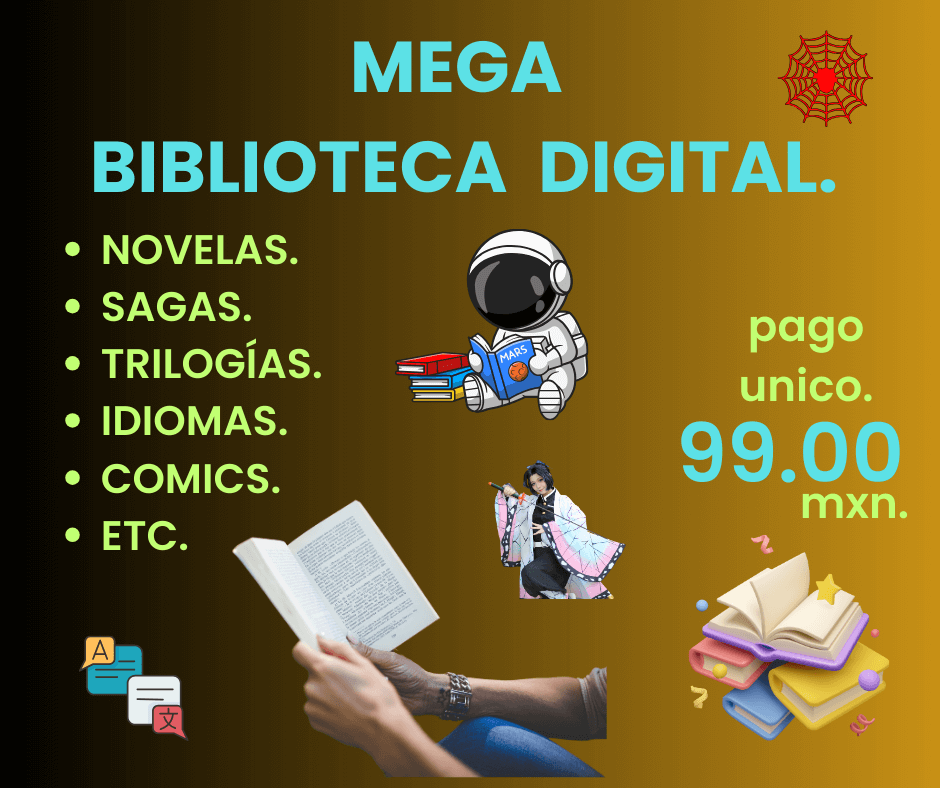 MEGA
BIBLIOTECA DIGITAL.
• NOVELAS.
• SAGAS.
• TRILOGÍAS.
• IDIOMAS.
• COMICS.
• ETC.
pago
unico.
99.00
mxn.
MARS
A
文